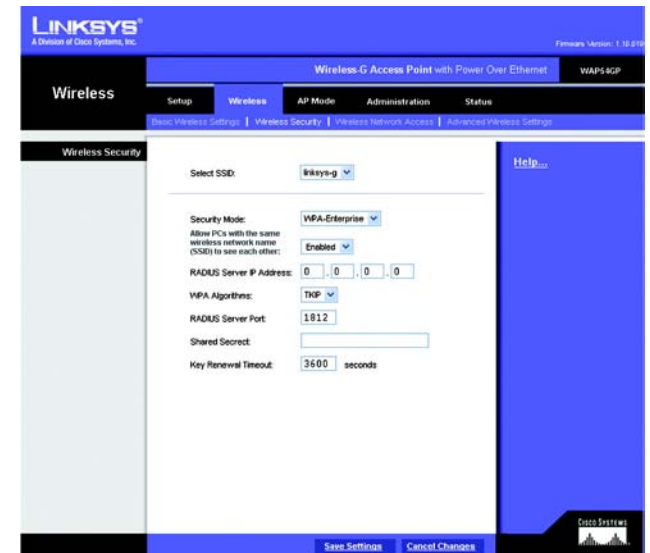 LINKSYS®
A Division of Cisco Systems, Inc.
Firmware Version: 1.10
Wireless-G Access Point with Power Over Ethernet
WAP54GP
Wireless
Setup
Wireless
AP Mode
Administration
Status
Basic Wireless Settings | Wireless Security | Wireless Network Access | Advanced Wireless Settings
Wireless Security
Help...
Select SSID:
linksys-g
Security Mode:
WPA-Enterprise
Allow PCs with the same
wireless network name
(SSID) to see each other:
Enabled
RADIUS Server IP Address:
0 . 0 . 0 . 0
WPA Algorithms:
TKIP
RADIUS Server Port:
1812
Shared Secrect:
Key Renewal Timeout:
3600 seconds
Save Settings
Cancel Changes
CISCO SYSTEMS